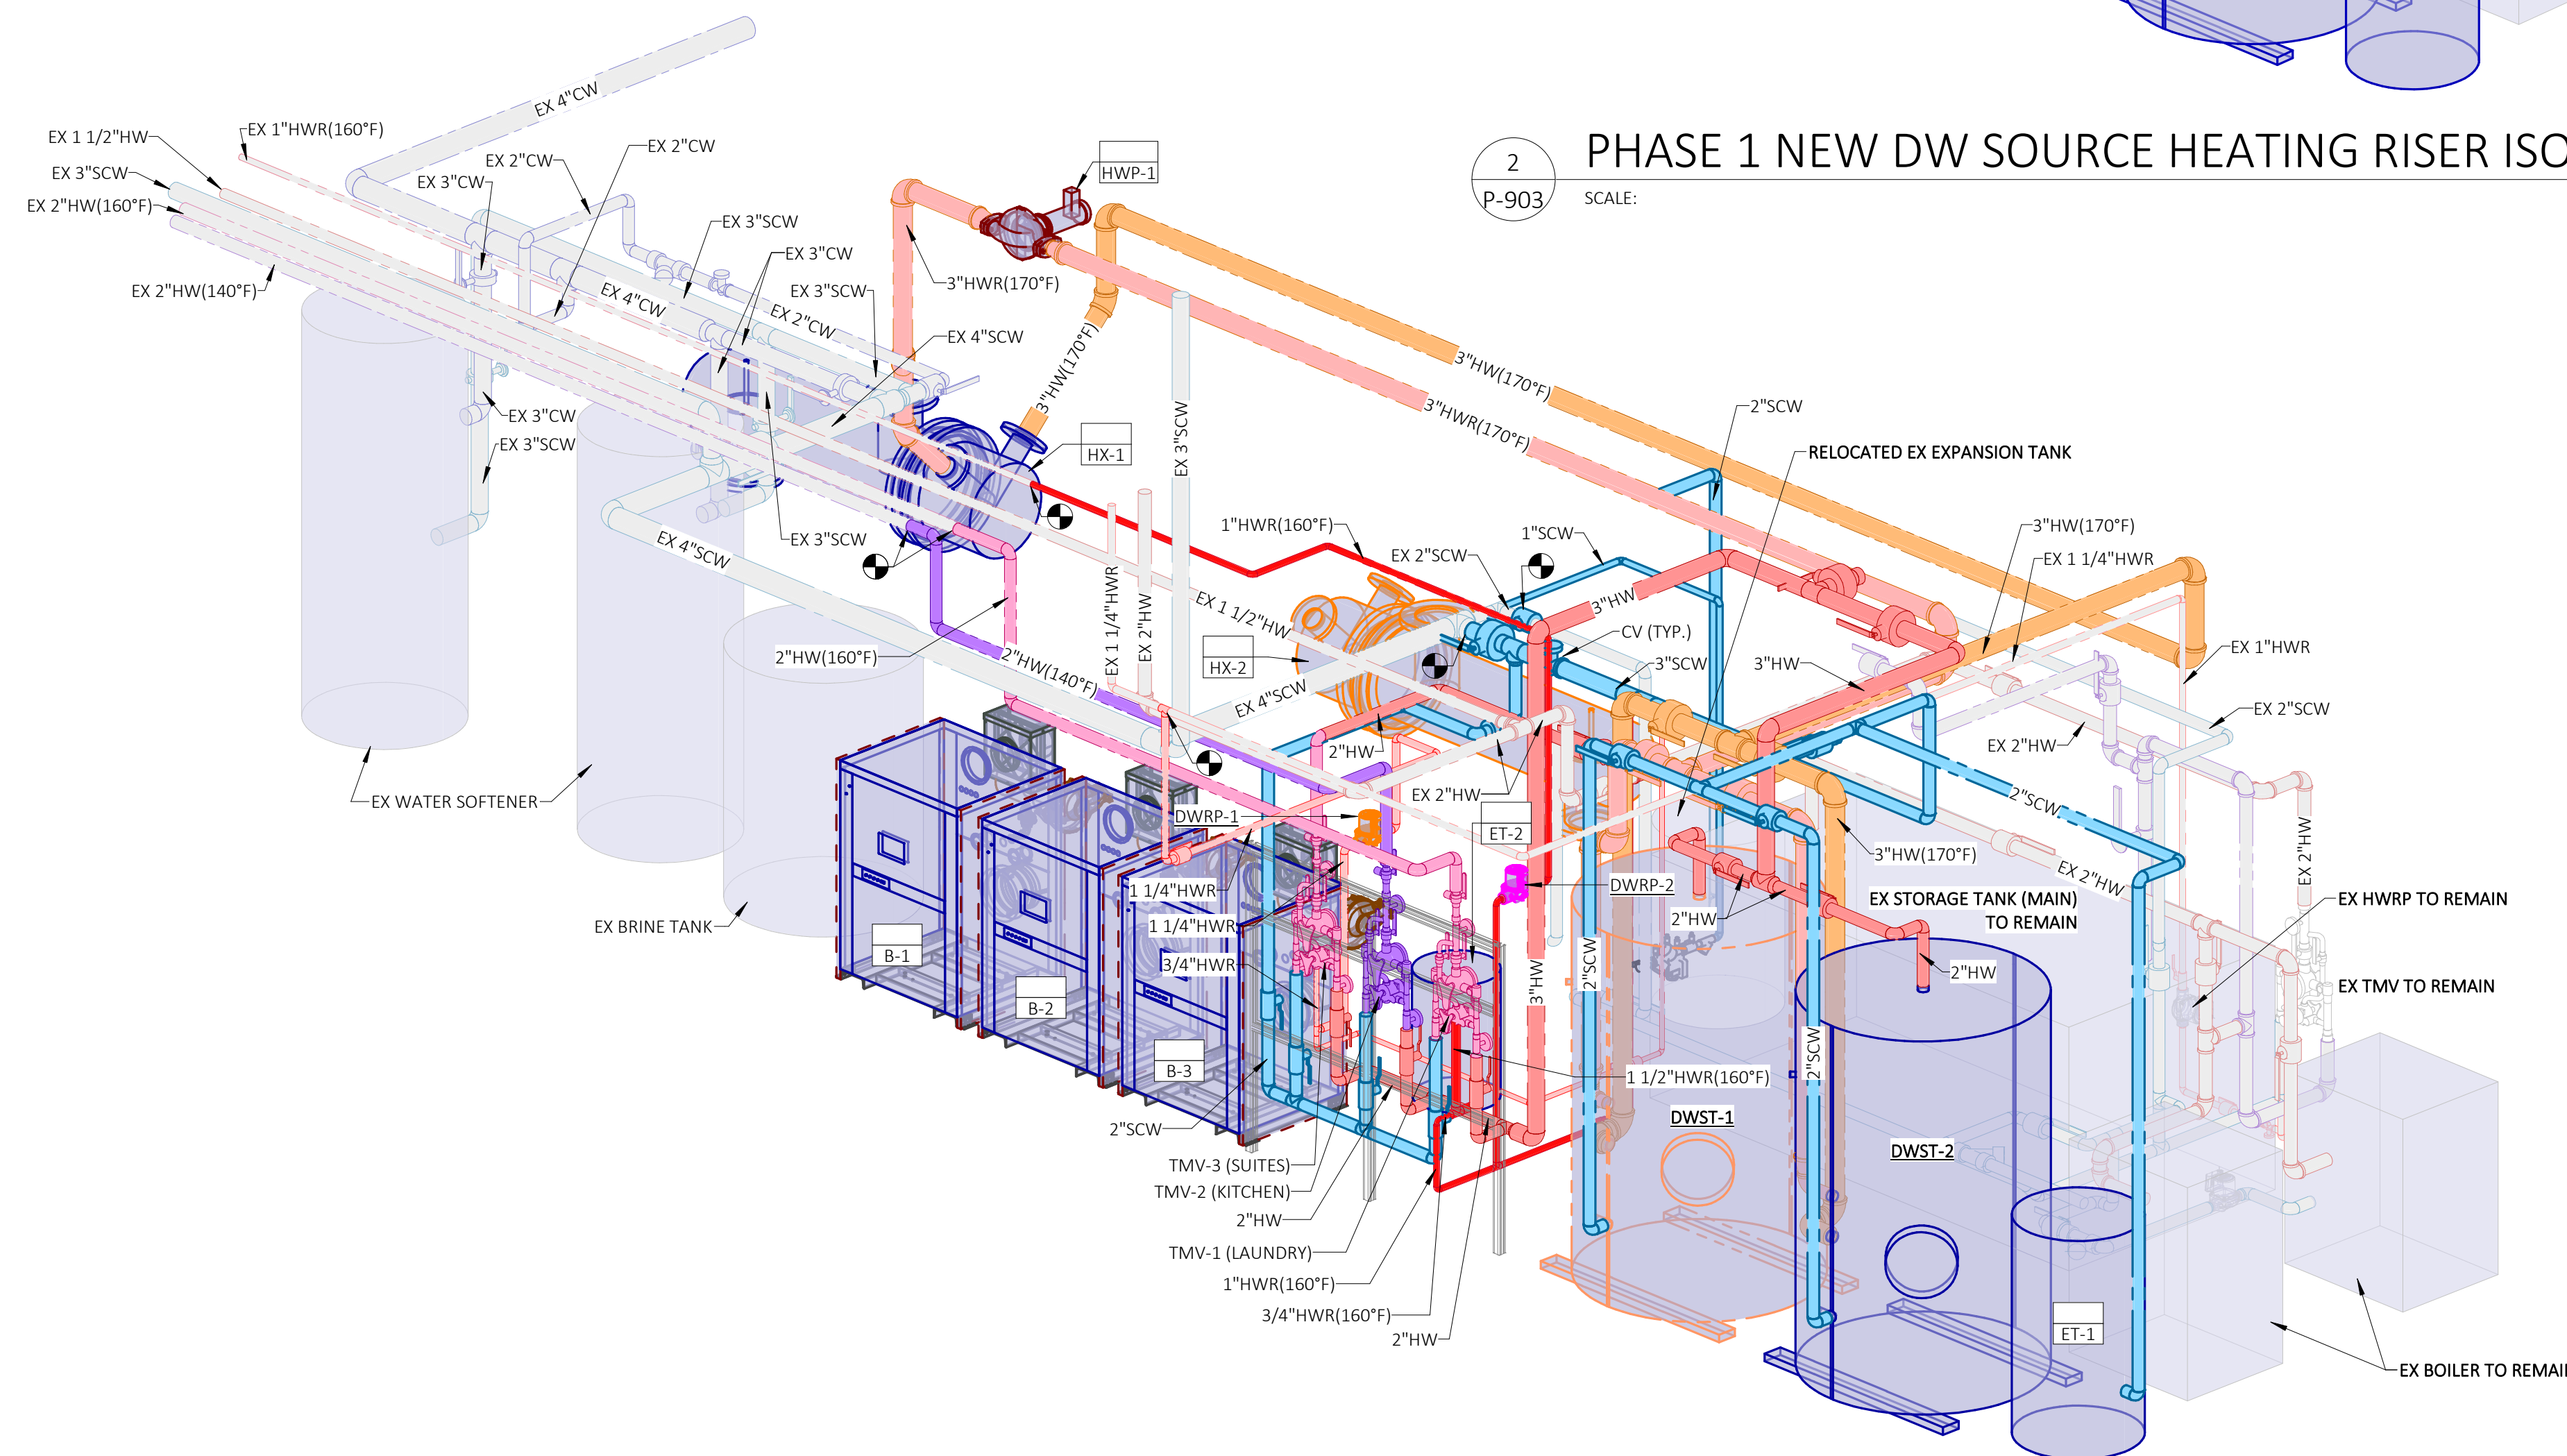 EX 4"CW
EX 1 1/2"HW
EX 1"HWR(160°F)
EX 3"SCW
EX 2"HW(160°F)
EX 2"CW
EX 2"CW
EX 3"CW
EX 3"SCW
EX 3"CW
EX 2"HW(140°F)
EX 4"CW
EX 3"SCW
EX 2"CW
EX 4"SCW
HWP-1
2
P-903
PHASE 1 NEW DW SOURCE HEATING RISER ISO
SCALE:
3"HWR(170°F)
3"HW(170°F)
3"HW(170°F)
3"HWR(170°F)
EX 3"SCW
2"SCW
RELOCATED EX EXPANSION TANK
EX 3"CW
EX 3"SCW
HX-1
EX 3"SCW
EX 4"SCW
1"HWR(160°F)
EX 2"SCW
1"SCW
3"HW(170°F)
EX 1 1/4"HWR
EX 1 1/4"HWR
EX 2"HW
EX 1 1/2"HW
3"HW
CV (TYP.)
3"SCW
3"HW
EX 1"HWR
2"HW(160°F)
2"HW(140°F)
HX-2
EX 4"SCW
2"HW
EX 2"SCW
EX 2"HW
EX 2"HW
2"SCW
EX WATER SOFTENER
DWRP-1
ET-2
EX 2"HW
3"HW(170°F)
EX 2"HW
1 1/4"HWR
DWRP-2
EX STORAGE TANK (MAIN)
TO REMAIN
EX HWRP TO REMAIN
EX BRINE TANK
1 1/4"HWR
2"HW
B-1
3/4"HWR
3"HW
2"SCW
2"HW
EX TMV TO REMAIN
B-2
B-3
2"SCW
1 1/2"HWR(160°F)
DWST-1
2"SCW
DWST-2
TMV-3 (SUITES)
TMV-2 (KITCHEN)
2"HW
TMV-1 (LAUNDRY)
1"HWR(160°F)
3/4"HWR(160°F)
2"HW
ET-1
EX BOILER TO REMAI